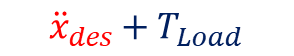 ẍ_des + T_Load